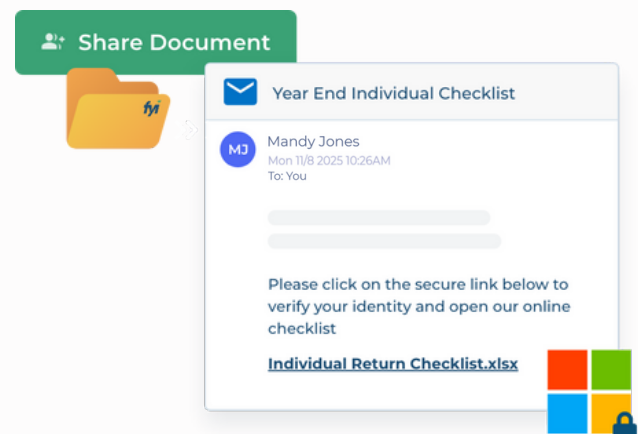 Share Document
fyi
Year End Individual Checklist
MJ
Mandy Jones
Mon 11/8 2025 10:26AM
To: You
Please click on the secure link below to
verify your identity and open our online
checklist
Individual Return Checklist.xlsx